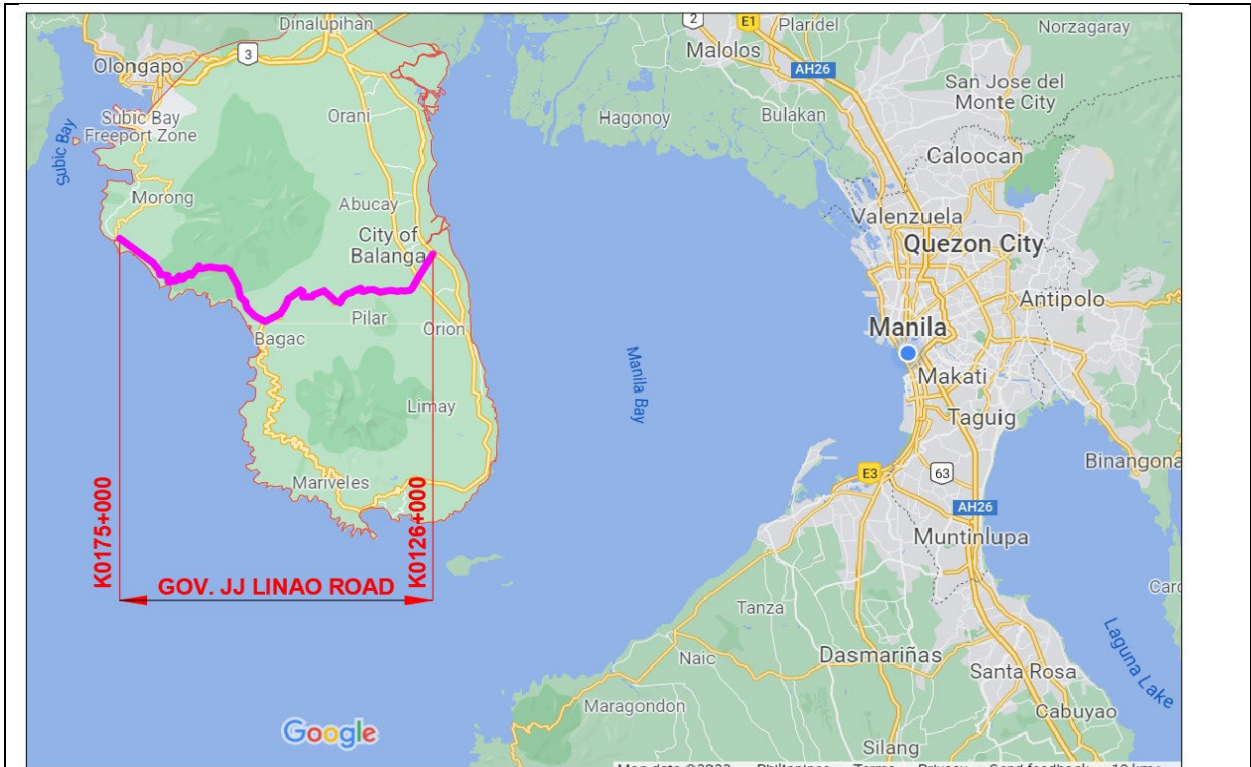 Dinalupihan
2
E1
Plaridel
Norzagaray
3
Malolos
Olongapo
AH26
San Jose del
Monte City
Subic Bay
Freeport Zone
Orani
Hagonoy
Bulakan
Subic Bay
Caloocan
Morong
Abucay
Valenzuela
City of
Balanga
Quezon City
Antipolo
Pilar
Orion
Manila
Bagac
Manila Bay
Makati
Limay
Taguig
Binangona
Mariveles
E3
63
AH26
K0175+000
K0126+000
Muntinlupa
GOV. JJ LINAO ROAD
Tanza
Laguna Lake
Naic
Dasmariñas
Santa Rosa
Maragondon
Cabuyao
Google
Silang